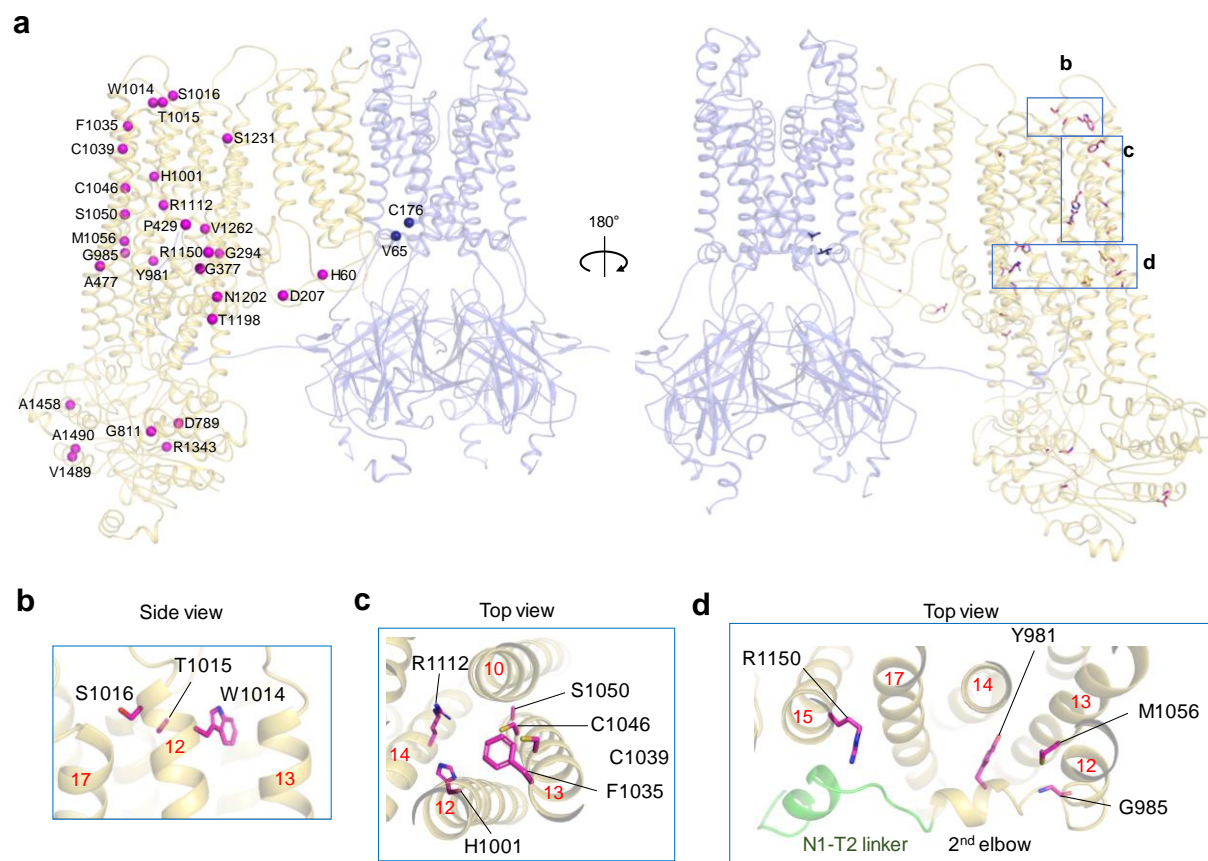 a
W1014
S1016
T1015
F1035
S1231
C1039
H1001
C1046
R1112
S1050
P429
V1262
C176
M1056
V65
G985
R1150
G294
Y981
A477
G377
H60
N1202
D207
T1198
A1458
D789
G811
A1490
R1343
V1489
180°
b
c
d
b
Side view
T1015
S1016
W1014
12
17
13
c
Top view
R1112
10
S1050
C1046
14
C1039
13
F1035
12
H1001
d
Top view
Y981
R1150
17
14
15
13
M1056
12
G985
N1-T2 linker
2nd elbow